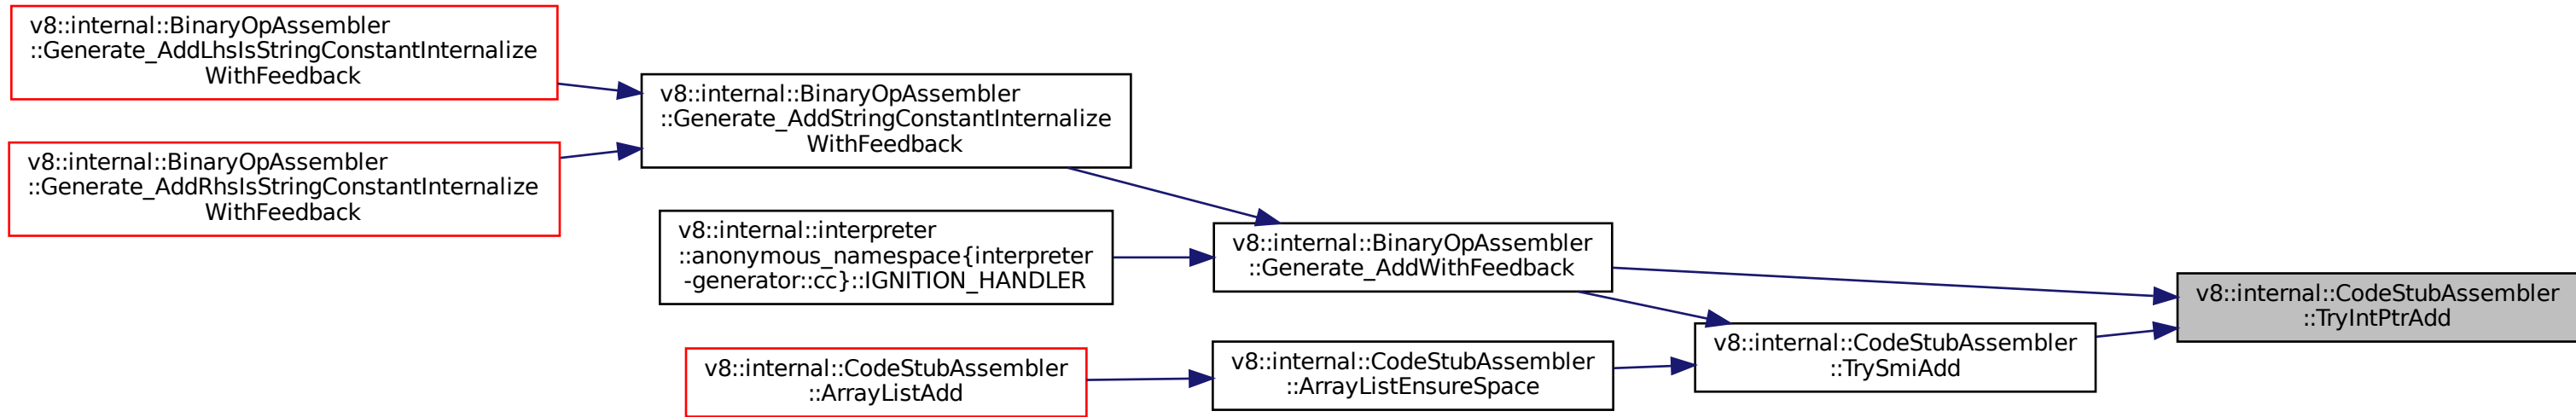 v8::internal::BinaryOpAssembler
::Generate_AddLhsIsStringConstantInternalize
WithFeedback
v8::internal::BinaryOpAssembler
::Generate_AddRhsIsStringConstantInternalize
WithFeedback
v8::internal::BinaryOpAssembler
::Generate_AddStringConstantInternalize
WithFeedback
v8::internal::interpreter
::anonymous_namespace{interpreter
-generator::cc}::IGNITION_HANDLER
v8::internal::CodeStubAssembler
::ArrayListAdd
v8::internal::BinaryOpAssembler
::Generate_AddWithFeedback
v8::internal::CodeStubAssembler
::ArrayListEnsureSpace
v8::internal::CodeStubAssembler
::TrySmiAdd
v8::internal::CodeStubAssembler
::TryIntPtrAdd